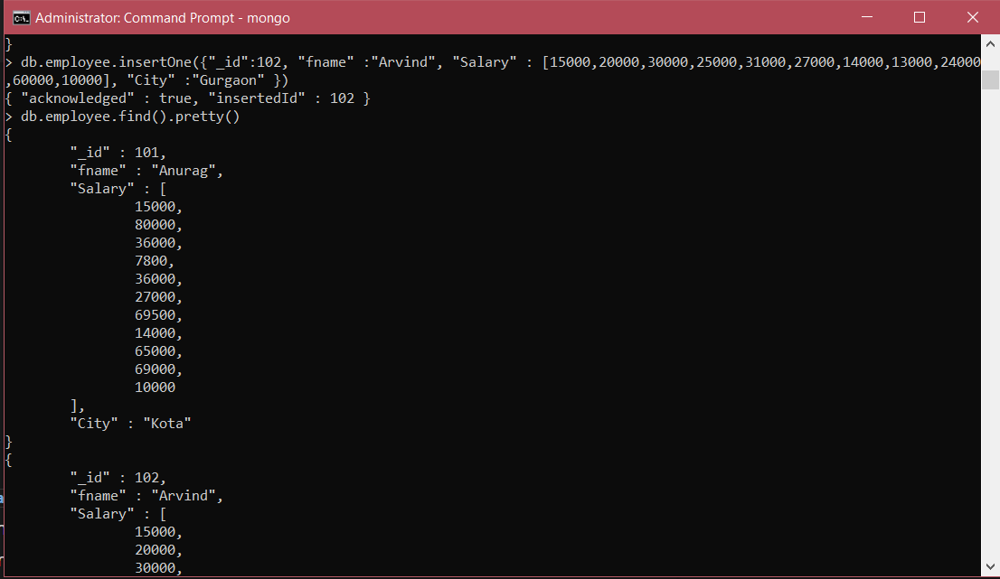 Administrator: Command Prompt - mongo
}
> db.employee.insertOne({"_id":102, "fname" :"Arvind", "Salary" : [15000,20000,30000,25000,31000,27000,14000,13000,24000
,60000,10000], "City" :"Gurgaon" })
{ "acknowledged" : true, "insertedId" : 102 }
> db.employee.find().pretty()
{
"_id" : 101,
"fname" : "Anurag",
"Salary" : [
15000,
80000,
36000,
7800,
36000,
27000,
69500,
14000,
65000,
69000,
10000
],
"City" : "Kota"
}
{
"_id" : 102,
"fname" : "Arvind",
"Salary" : [
15000,
20000,
30000,